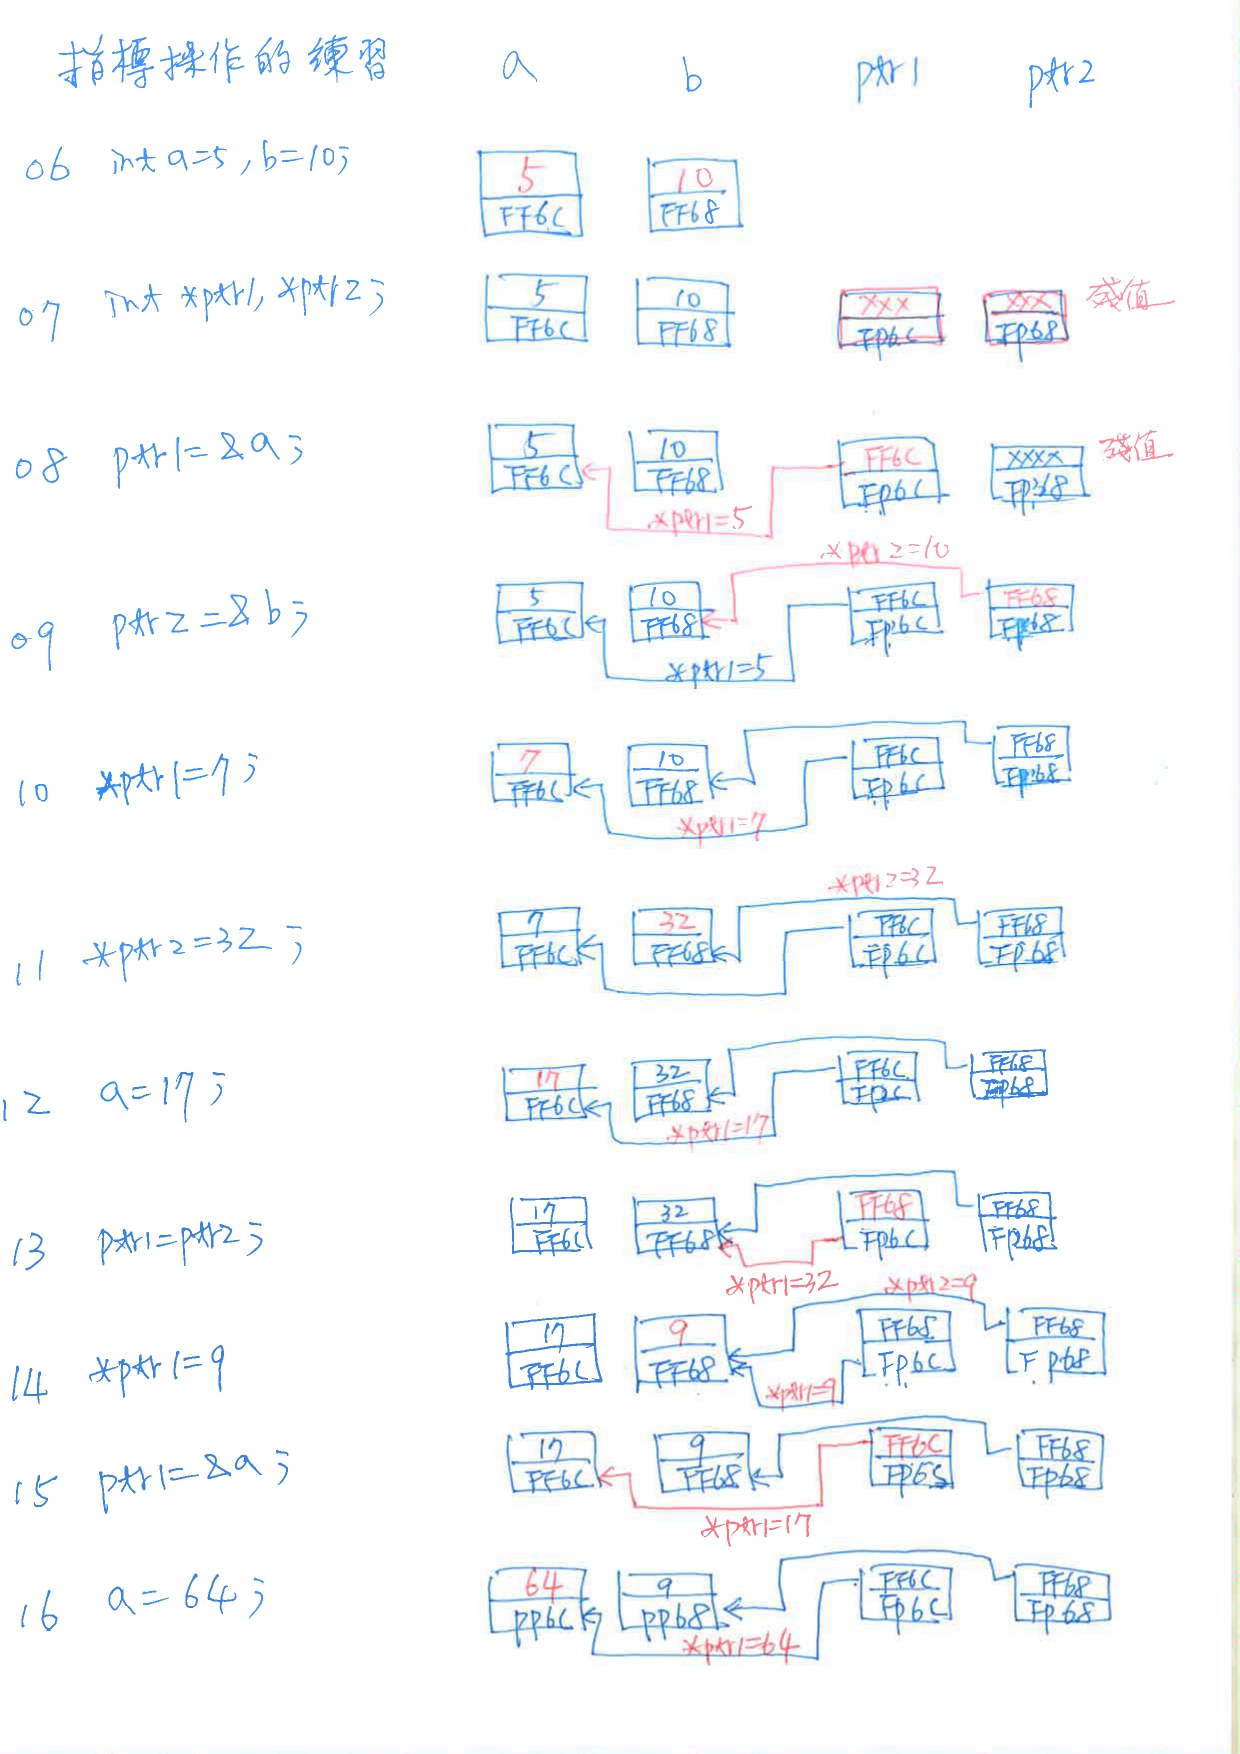 指標操作的練習 a b ptr1 ptr2
06 int a=5, b=10;
5 10
FF6C FF68
07 int *ptr1, *ptr2;
5 10 XXX XXX 殘值
FF6C FF68 FP6C FP68
08 ptr1=&a;
5 10 FF6C XXXX 殘值
FF6C FF68 FP6C FP68
*ptr1=5
*ptr2=10
09 ptr2=&b;
5 10 FF6C FF68
FF6C FF68 FP6C FP68
*ptr1=5
10 *ptr1=7;
7 10 FF6C FF68
FF6C FF68 FP6C FP68
*ptr1=7
*ptr2=32
11 *ptr2=32;
7 32 FF6C FF68
FF6C FF68 FP6C FP68
12 a=17;
17 32 FF6C FF68
FF6C FF68 FP6C FP68
*ptr1=17
13 ptr1=ptr2;
17 32 FF68 FF68
FF6C FF68 FP6C FP68
*ptr1=32 *ptr2=9
14 *ptr1=9
17 9 FF68 FF68
FF6C FF68 FP6C FP68
*ptr1=9
15 ptr1=&a;
17 9 FF6C FF68
FF6C FF68 FP68
*ptr1=17
16 a=64;
64 9 FF6C FF68
PP6C PP68 FP6C FP68
*ptr1=64